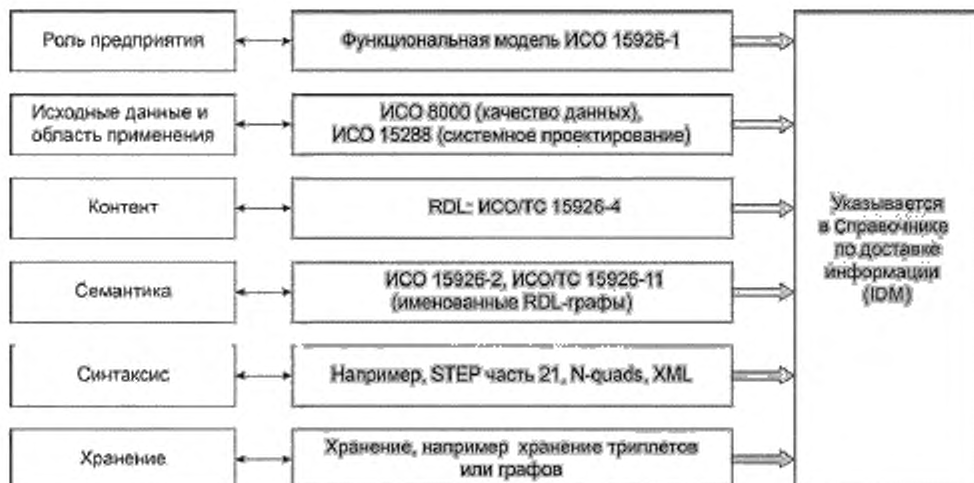 Роль предприятия
Функциональная модель ИСО 15926-1
Исходные данные и
область применения
ИСО 8000 (качество данных),
ИСО 15288 (системное проектирование)
Контент
RDL: ИСО/ТС 15926-4
Семантика
ИСО 15926-2, ИСО/ТС 15926-11
(именованные RDL-графы)
Синтаксис
Например, STEP часть 21, N-quads, XML
Хранение
Хранение, например хранение триплетов
или графов
Указывается
в Справочнике
по доставке
информации
(IDM)